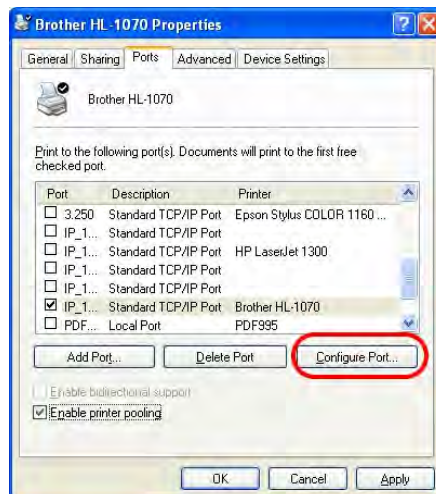 Brother HL-1070 Properties
General Sharing Ports Advanced Device Settings
Brother HL-1070
Print to the following port(s). Documents will print to the first free
checked port.
Port Description Printer
3.250 Standard TCP/IP Port Epson Stylus COLOR 1160 ...
IP_1... Standard TCP/IP Port
IP_1... Standard TCP/IP Port HP LaserJet 1300
IP_1... Standard TCP/IP Port
IP_1... Standard TCP/IP Port
IP_1... Standard TCP/IP Port Brother HL-1070
PDF... Local Port PDF995
Add Port... Delete Port Configure Port...
Enable bidirectional support
Enable printer pooling
OK Cancel Apply